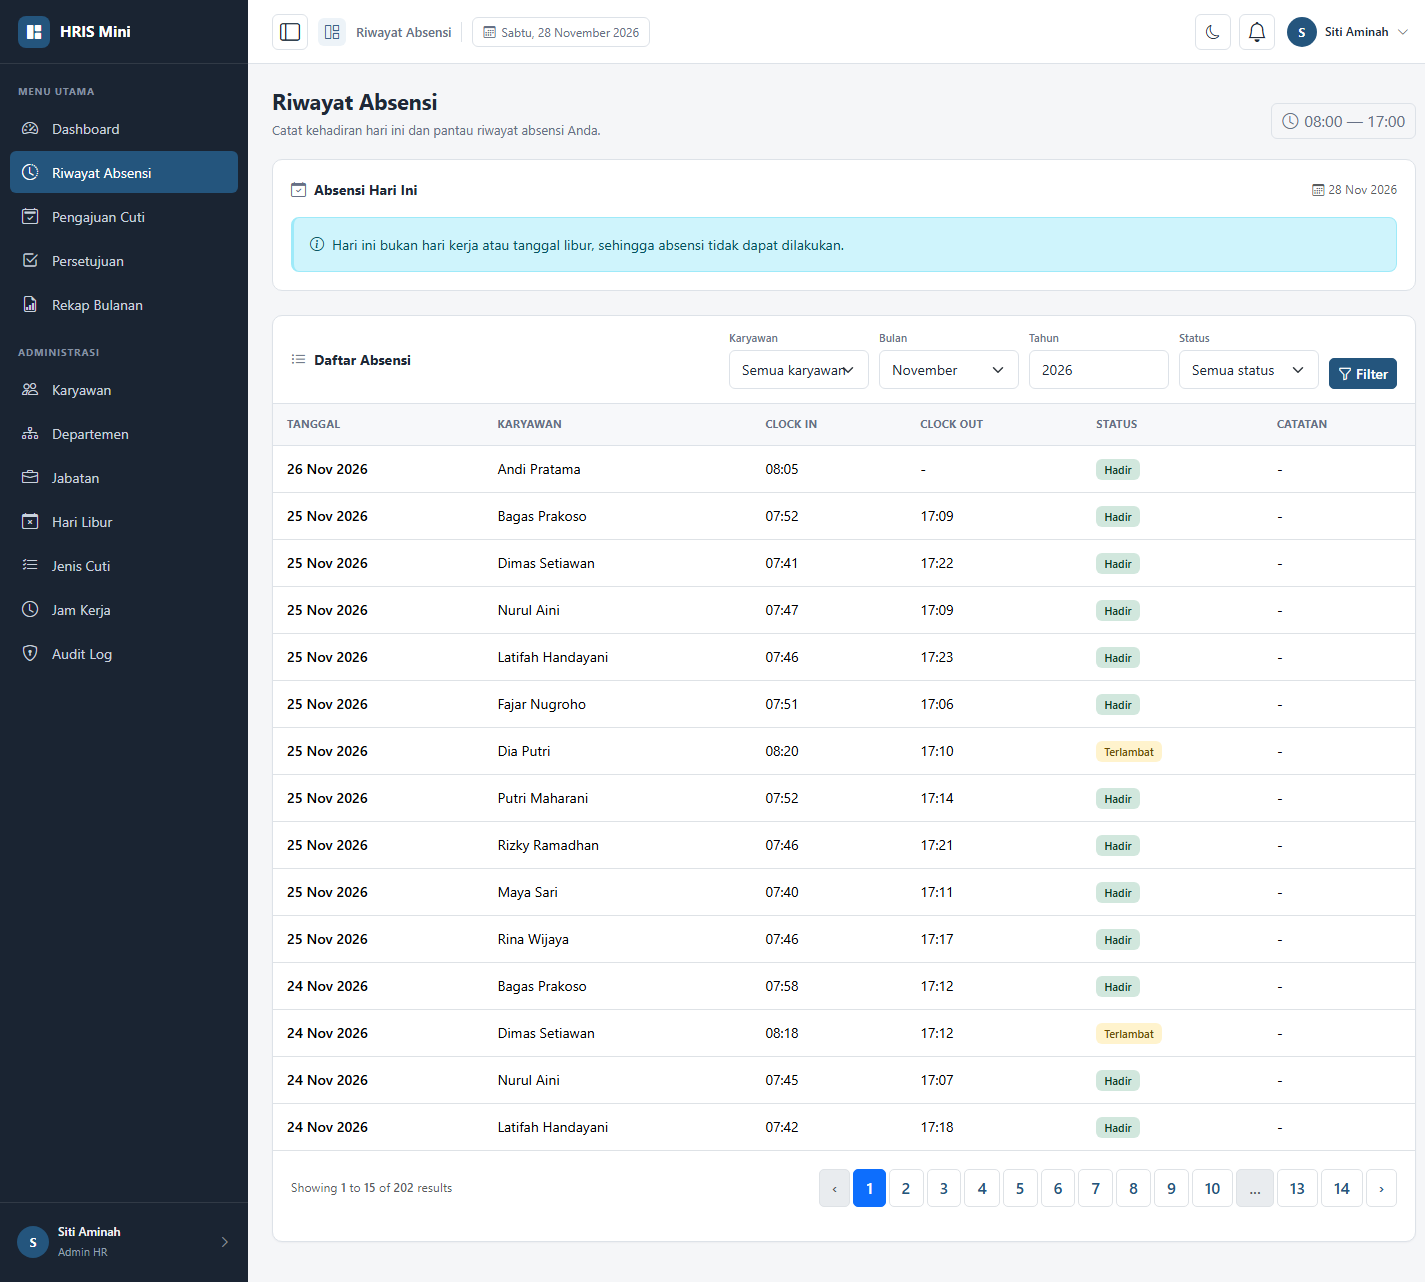 HRIS Mini
MENU UTAMA
Dashboard
Riwayat Absensi
Pengajuan Cuti
Persetujuan
Rekap Bulanan
ADMINISTRASI
Karyawan
Departemen
Jabatan
Hari Libur
Jenis Cuti
Jam Kerja
Audit Log
S Siti Aminah
Admin HR
Riwayat Absensi Sabtu, 28 November 2026 S Siti Aminah
Riwayat Absensi
Catat kehadiran hari ini dan pantau riwayat absensi Anda.
08:00 — 17:00
Absensi Hari Ini 28 Nov 2026
Hari ini bukan hari kerja atau tanggal libur, sehingga absensi tidak dapat dilakukan.
Daftar Absensi
Karyawan Bulan Tahun Status
Semua karyawan November 2026 Semua status Filter
TANGGAL KARYAWAN CLOCK IN CLOCK OUT STATUS CATATAN
26 Nov 2026 Andi Pratama 08:05 - Hadir -
25 Nov 2026 Bagas Prakoso 07:52 17:09 Hadir -
25 Nov 2026 Dimas Setiawan 07:41 17:22 Hadir -
25 Nov 2026 Nurul Aini 07:47 17:09 Hadir -
25 Nov 2026 Latifah Handayani 07:46 17:23 Hadir -
25 Nov 2026 Fajar Nugroho 07:51 17:06 Hadir -
25 Nov 2026 Dia Putri 08:20 17:10 Terlambat -
25 Nov 2026 Putri Maharani 07:52 17:14 Hadir -
25 Nov 2026 Rizky Ramadhan 07:46 17:21 Hadir -
25 Nov 2026 Maya Sari 07:40 17:11 Hadir -
25 Nov 2026 Rina Wijaya 07:46 17:17 Hadir -
24 Nov 2026 Bagas Prakoso 07:58 17:12 Hadir -
24 Nov 2026 Dimas Setiawan 08:18 17:12 Terlambat -
24 Nov 2026 Nurul Aini 07:45 17:07 Hadir -
24 Nov 2026 Latifah Handayani 07:42 17:18 Hadir -
Showing 1 to 15 of 202 results ‹ 1 2 3 4 5 6 7 8 9 10 ... 13 14 ›